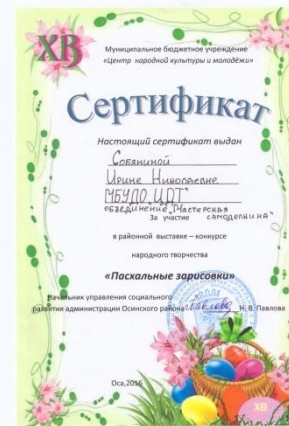 ХВ
Муниципальное бюджетное учреждение
«Центр народной культуры и молодёжи»
Сертификат
Настоящий сертификат выдан
Собяниной
Ирине Николаевне
МБУДО „ЦДТ"
объединение „Мастерская
За участие самоделкина"
в районной выставке – конкурсе
народного творчества
«Пасхальные зарисовки»
Начальник управления социального
развития администрации Осинского района Н. В. Павлова
Оса,2016
ХВ